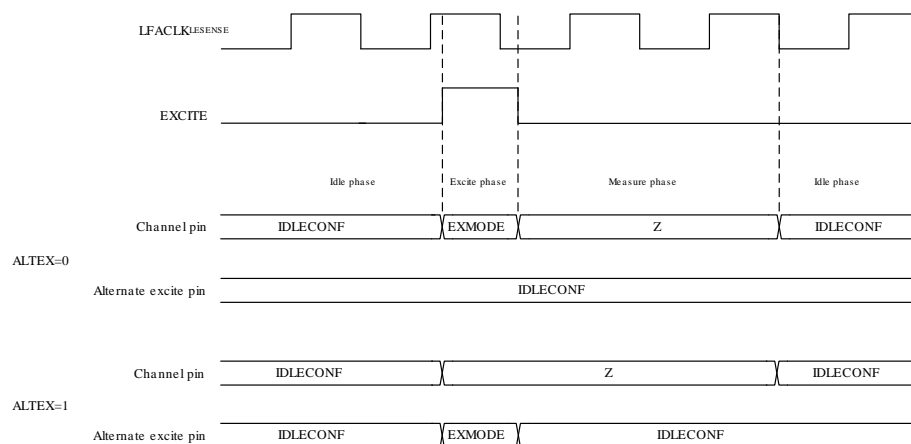 LFACLKLESENSE
EXCITE
Idle phase Excite phase Measure phase Idle phase
Channel pin IDLECONF EXMODE Z IDLECONF
ALTEX=0
Alternate excite pin IDLECONF
Channel pin IDLECONF Z IDLECONF
ALTEX=1
Alternate excite pin IDLECONF EXMODE IDLECONF